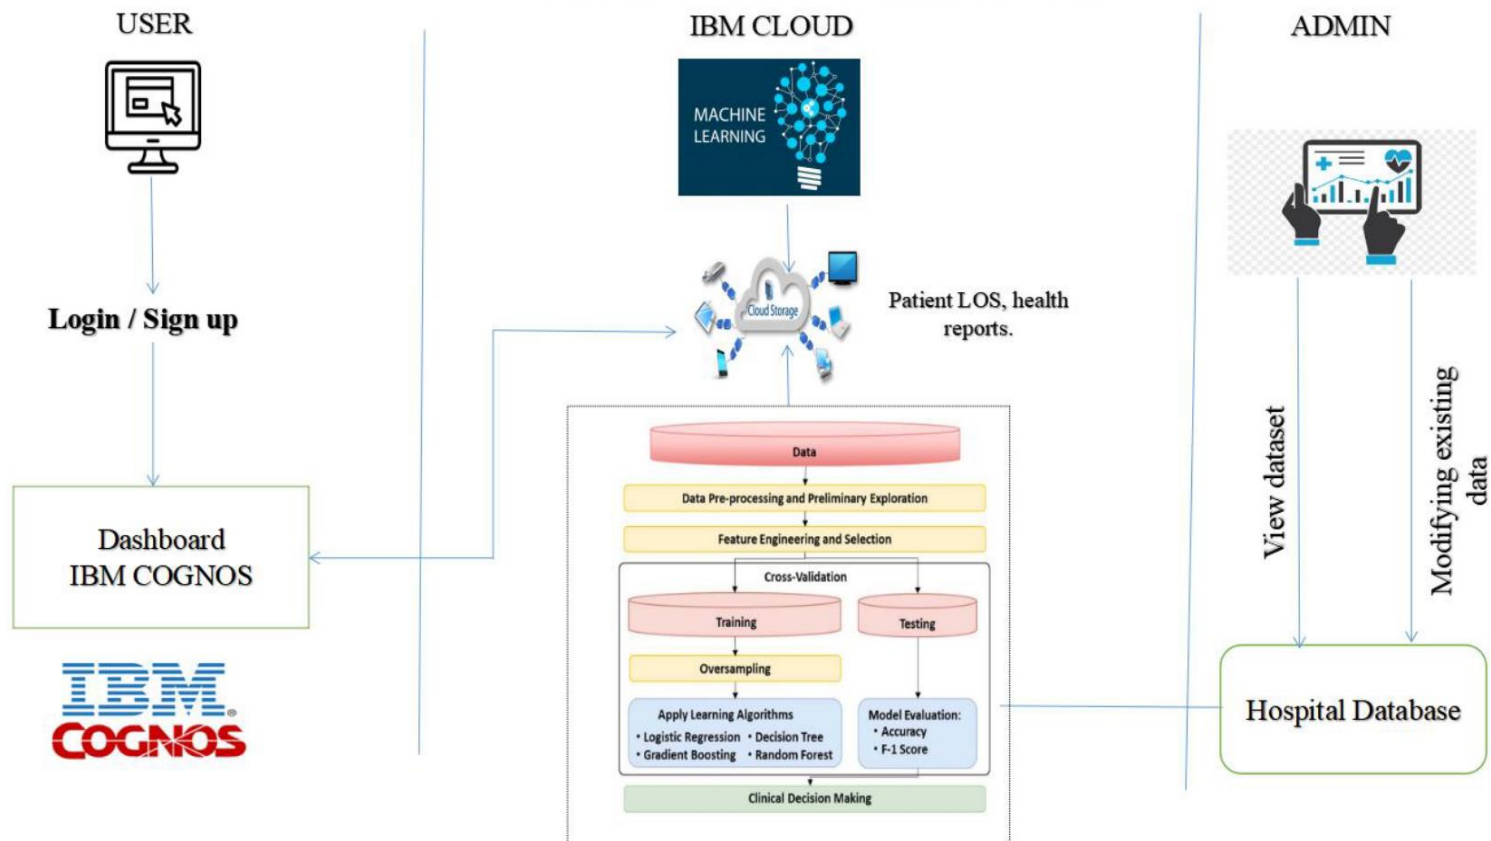 USER
IBM CLOUD
ADMIN
MACHINE
LEARNING
Cloud Storage
Patient LOS, health
reports.
Login / Sign up
Dashboard
IBM COGNOS
IBM®
COGNOS
Data
Data Pre-processing and Preliminary Exploration
Feature Engineering and Selection
Cross-Validation
Training
Testing
Oversampling
Apply Learning Algorithms
• Logistic Regression • Decision Tree
• Gradient Boosting • Random Forest
Model Evaluation:
• Accuracy
• F-1 Score
Clinical Decision Making
View dataset
Modifying existing
data
Hospital Database